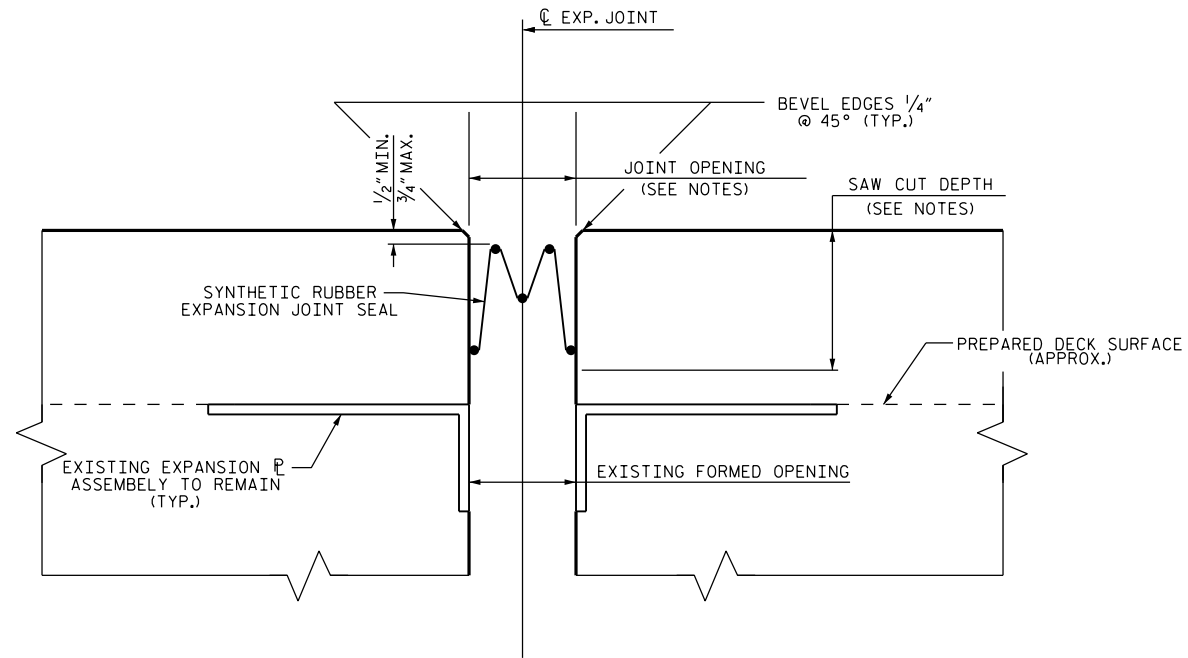 ℄ EXP. JOINT
BEVEL EDGES 1/4"
@ 45° (TYP.)
1/2" MIN.
3/4" MAX.
JOINT OPENING
(SEE NOTES)
SAW CUT DEPTH
(SEE NOTES)
SYNTHETIC RUBBER
EXPANSION JOINT SEAL
PREPARED DECK SURFACE
(APPROX.)
EXISTING EXPANSION ⅊
ASSEMBELY TO REMAIN
(TYP.)
EXISTING FORMED OPENING